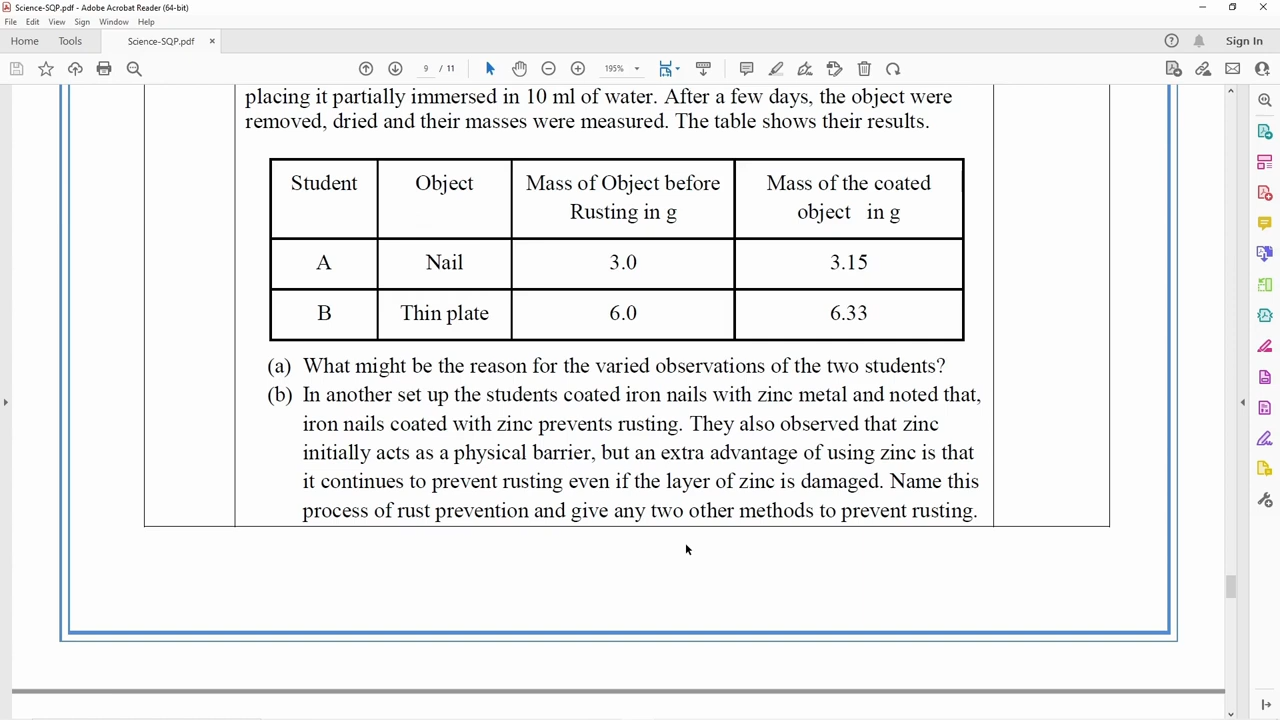 Science-SQP.pdf - Adobe Acrobat Reader (64-bit)
File Edit View Sign Window Help
Home Tools Science-SQP.pdf × Sign In
9 / 11 195%
placing it partially immersed in 10 ml of water. After a few days, the object were
removed, dried and their masses were measured. The table shows their results.
Student Object Mass of Object before Mass of the coated
Rusting in g object in g
A Nail 3.0 3.15
B Thin plate 6.0 6.33
(a) What might be the reason for the varied observations of the two students?
(b) In another set up the students coated iron nails with zinc metal and noted that,
iron nails coated with zinc prevents rusting. They also observed that zinc
initially acts as a physical barrier, but an extra advantage of using zinc is that
it continues to prevent rusting even if the layer of zinc is damaged. Name this
process of rust prevention and give any two other methods to prevent rusting.